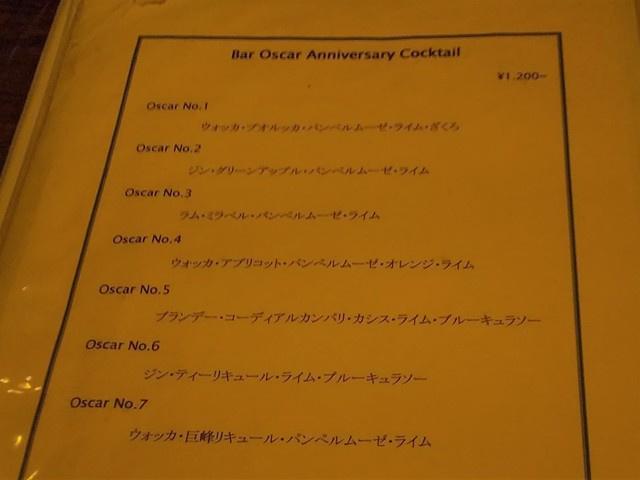 Bar Oscar Anniversary Cocktail
¥1,200-
Oscar No.1
ウォッカ・ブオルッカ・パンペルムーゼ・ライム・ざくろ
Oscar No.2
ジン・グリーンアップル・パンペルムーゼ・ライム
Oscar No.3
ラム・ミラベル・パンペルムーゼ・ライム
Oscar No.4
ウォッカ・アプリコット・パンペルムーゼ・オレンジ・ライム
Oscar No.5
ブランデー・コーディアルカンパリ・カシス・ライム・ブルーキュラソー
Oscar No.6
ジン・ティーリキュール・ライム・ブルーキュラソー
Oscar No.7
ウォッカ・巨峰リキュール・パンペルムーゼ・ライム